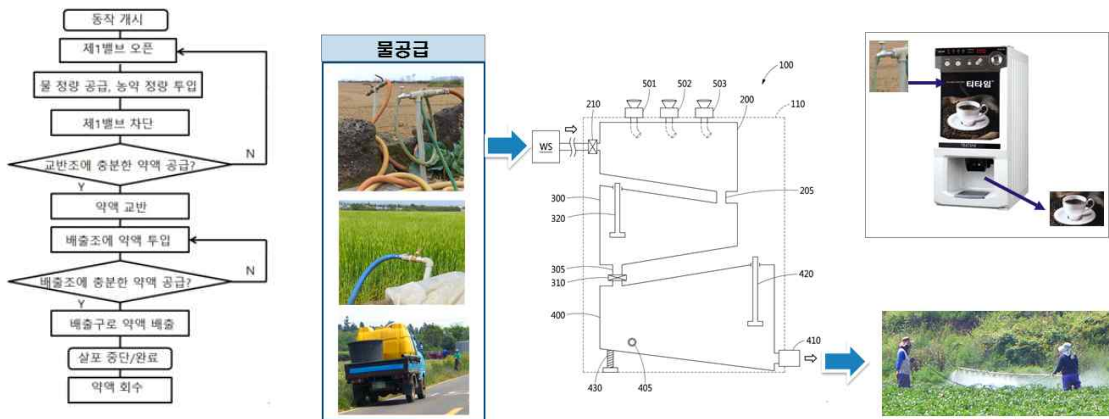 동작 개시
제1밸브 오픈
물 정량 공급, 농약 정량 투입
제1밸브 차단
교반조에 충분한 약액 공급?
N
Y
약액 교반
배출조에 약액 투입
배출조에 충분한 약액 공급?
N
Y
배출구로 약액 배출
살포 중단/완료
약액 회수
물공급
WS
210
501
502
503
200
110
100
300
320
205
305
310
400
420
410
430
405
티타임